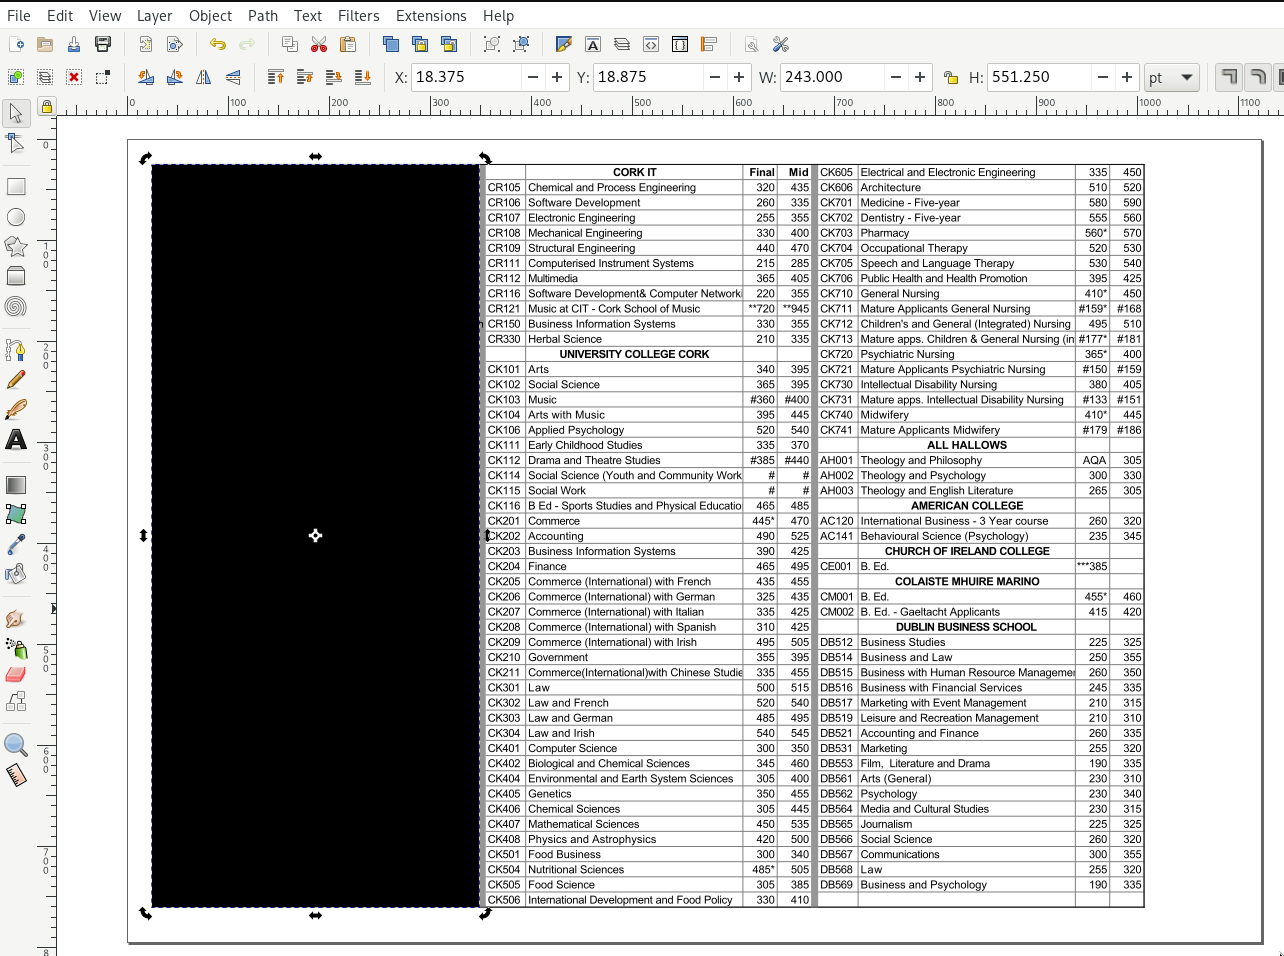 File Edit View Layer Object Path Text Filters Extensions Help
X: 18.375 Y: 18.875 W: 243.000 H: 551.250 pt
0 100 200 300 400 500 600 700 800 900 1000 1100
0
100
200
300
400
500
600
700
8
CORK IT Final Mid
CR105 Chemical and Process Engineering 320 435
CR106 Software Development 260 335
CR107 Electronic Engineering 255 355
CR108 Mechanical Engineering 330 400
CR109 Structural Engineering 440 470
CR111 Computerised Instrument Systems 215 285
CR112 Multimedia 365 405
CR116 Software Development& Computer Networki 220 355
CR121 Music at CIT - Cork School of Music **720 **945
CR150 Business Information Systems 330 355
CR330 Herbal Science 210 335
UNIVERSITY COLLEGE CORK
CK101 Arts 340 395
CK102 Social Science 365 395
CK103 Music #360 #400
CK104 Arts with Music 395 445
CK106 Applied Psychology 520 540
CK111 Early Childhood Studies 335 370
CK112 Drama and Theatre Studies #385 #440
CK114 Social Science (Youth and Community Work # #
CK115 Social Work # #
CK116 B Ed - Sports Studies and Physical Educatio 465 485
CK201 Commerce 445* 470
CK202 Accounting 490 525
CK203 Business Information Systems 390 425
CK204 Finance 465 495
CK205 Commerce (International) with French 435 455
CK206 Commerce (International) with German 325 435
CK207 Commerce (International) with Italian 335 425
CK208 Commerce (International) with Spanish 310 425
CK209 Commerce (International) with Irish 495 505
CK210 Government 355 395
CK211 Commerce(International)with Chinese Studie 335 455
CK301 Law 500 515
CK302 Law and French 520 540
CK303 Law and German 485 495
CK304 Law and Irish 540 545
CK401 Computer Science 300 350
CK402 Biological and Chemical Sciences 345 460
CK404 Environmental and Earth System Sciences 305 400
CK405 Genetics 350 455
CK406 Chemical Sciences 305 445
CK407 Mathematical Sciences 450 535
CK408 Physics and Astrophysics 420 500
CK501 Food Business 300 340
CK504 Nutritional Sciences 485* 505
CK505 Food Science 305 385
CK506 International Development and Food Policy 330 410
CK605 Electrical and Electronic Engineering 335 450
CK606 Architecture 510 520
CK701 Medicine - Five-year 580 590
CK702 Dentistry - Five-year 555 560
CK703 Pharmacy 560* 570
CK704 Occupational Therapy 520 530
CK705 Speech and Language Therapy 530 540
CK706 Public Health and Health Promotion 395 425
CK710 General Nursing 410* 450
CK711 Mature Applicants General Nursing #159* #168
CK712 Children's and General (Integrated) Nursing 495 510
CK713 Mature apps. Children & General Nursing (in #177* #181
CK720 Psychiatric Nursing 365* 400
CK721 Mature Applicants Psychiatric Nursing #150 #159
CK730 Intellectual Disability Nursing 380 405
CK731 Mature apps. Intellectual Disability Nursing #133 #151
CK740 Midwifery 410* 445
CK741 Mature Applicants Midwifery #179 #186
ALL HALLOWS
AH001 Theology and Philosophy AQA 305
AH002 Theology and Psychology 300 330
AH003 Theology and English Literature 265 305
AMERICAN COLLEGE
AC120 International Business - 3 Year course 260 320
AC141 Behavioural Science (Psychology) 235 345
CHURCH OF IRELAND COLLEGE
CE001 B. Ed. ***385
COLAISTE MHUIRE MARINO
CM001 B. Ed. 455* 460
CM002 B. Ed. - Gaeltacht Applicants 415 420
DUBLIN BUSINESS SCHOOL
DB512 Business Studies 225 325
DB514 Business and Law 250 355
DB515 Business with Human Resource Managemer 260 350
DB516 Business with Financial Services 245 335
DB517 Marketing with Event Management 210 315
DB519 Leisure and Recreation Management 210 310
DB521 Accounting and Finance 260 335
DB531 Marketing 255 320
DB553 Film, Literature and Drama 190 335
DB561 Arts (General) 230 310
DB562 Psychology 230 340
DB564 Media and Cultural Studies 230 315
DB565 Journalism 225 325
DB566 Social Science 260 320
DB567 Communications 300 355
DB568 Law 255 320
DB569 Business and Psychology 190 335